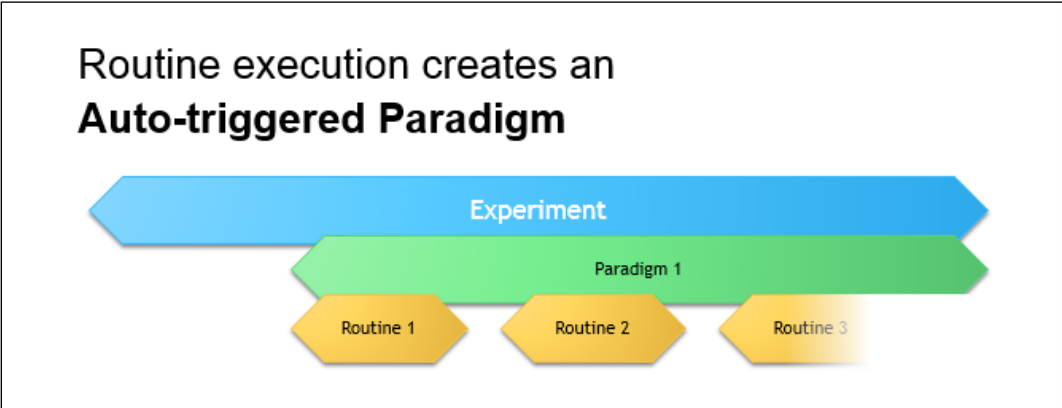 Routine execution creates an
Auto-triggered Paradigm
Experiment
Paradigm 1
Routine 1
Routine 2
Routine 3